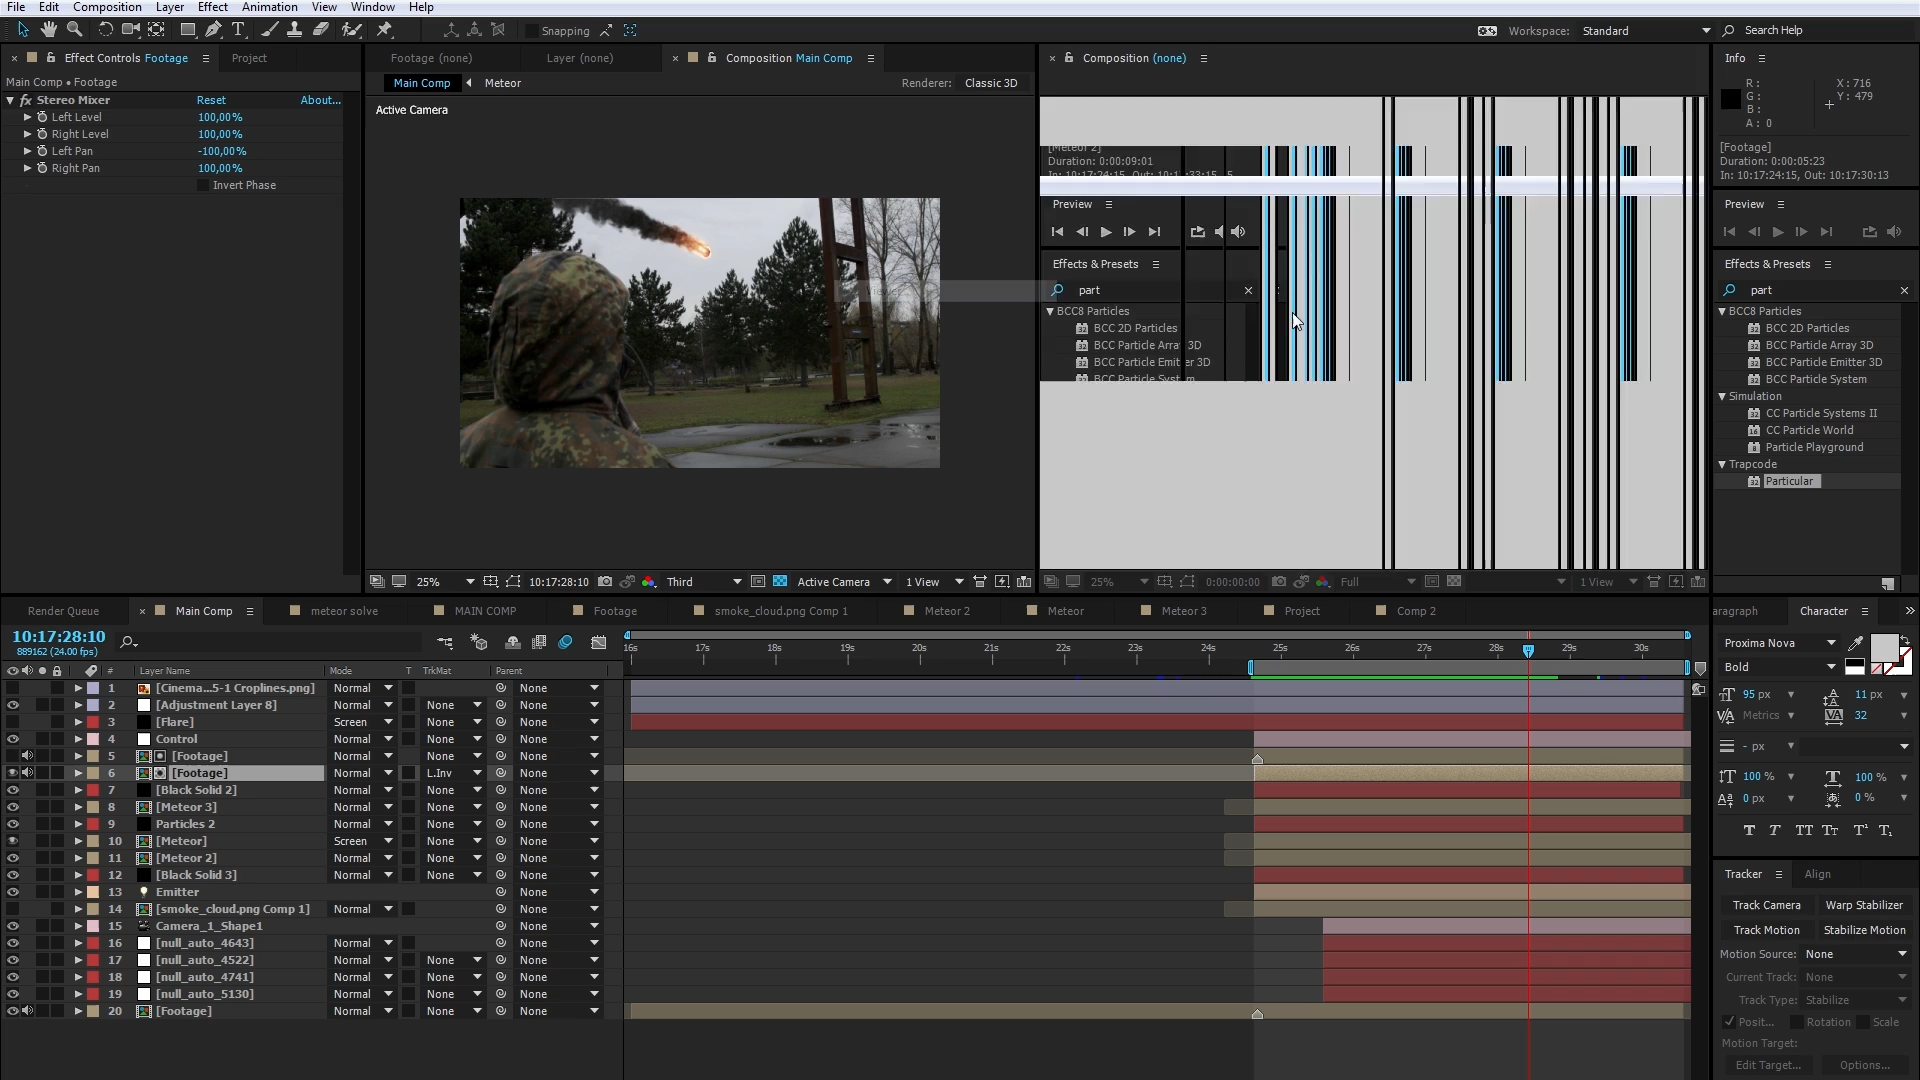 File Edit Composition Layer Effect Animation View Window Help
Snapping
Workspace: Standard
Search Help
Effect Controls Footage
Project
Main Comp • Footage
fx Stereo Mixer Reset About...
Left Level 100,00%
Right Level 100,00%
Left Pan -100,00%
Right Pan 100,00%
Invert Phase
Footage (none)
Layer (none)
Composition Main Comp
Main Comp Meteor
Renderer: Classic 3D
Active Camera
25% 10:17:28:10 Third Active Camera 1 View
Composition (none)
[Meteor 2]
Duration: 0:00:09:01
Preview
Effects & Presets
part
BCC8 Particles
BCC 2D Particles
BCC Particle Array 3D
BCC Particle Emitter 3D
BCC Particle System
25% 0:00:00:00 Full 1 View
Info
R:
G:
B:
A: 0
X: 716
Y: 479
[Footage]
Duration: 0:00:05:23
In: 10:17:24:15, Out: 10:17:30:13
Preview
Effects & Presets
part
BCC8 Particles
BCC 2D Particles
BCC Particle Array 3D
BCC Particle Emitter 3D
BCC Particle System
Simulation
CC Particle Systems II
CC Particle World
Particle Playground
Trapcode
Particular
Render Queue
Main Comp
meteor solve
MAIN COMP
Footage
smoke_cloud.png Comp 1
Meteor 2
Meteor
Meteor 3
Project
Comp 2
10:17:28:10
889162 (24.00 fps)
16s 17s 18s 19s 20s 21s 22s 23s 24s 25s 26s 27s 28s 29s 30s
# Layer Name Mode T TrkMat Parent
1 [Cinema...5-1 Croplines.png] Normal None
2 [Adjustment Layer 8] Normal None None
3 [Flare] Screen None None
4 Control Normal None None
5 [Footage] Normal None None
6 [Footage] Normal L.Inv None
7 [Black Solid 2] Normal None None
8 [Meteor 3] Normal None None
9 Particles 2 Normal None None
10 [Meteor] Screen None None
11 [Meteor 2] Normal None None
12 [Black Solid 3] Normal None None
13 Emitter None
14 [smoke_cloud.png Comp 1] Normal None
15 Camera_1_Shape1 None
16 [null_auto_4643] Normal None
17 [null_auto_4522] Normal None None
18 [null_auto_4741] Normal None None
19 [null_auto_5130] Normal None None
20 [Footage] Normal None None
aragraph
Character
Proxima Nova
Bold
95 px 11 px
Metrics 32
- px
100 % 100 %
0 px 0 %
T T TT Tt T¹ T₁
Tracker
Align
Track Camera Warp Stabilizer
Track Motion Stabilize Motion
Motion Source: None
Current Track: None
Track Type: Stabilize
Posit... Rotation Scale
Motion Target:
Edit Target... Options...